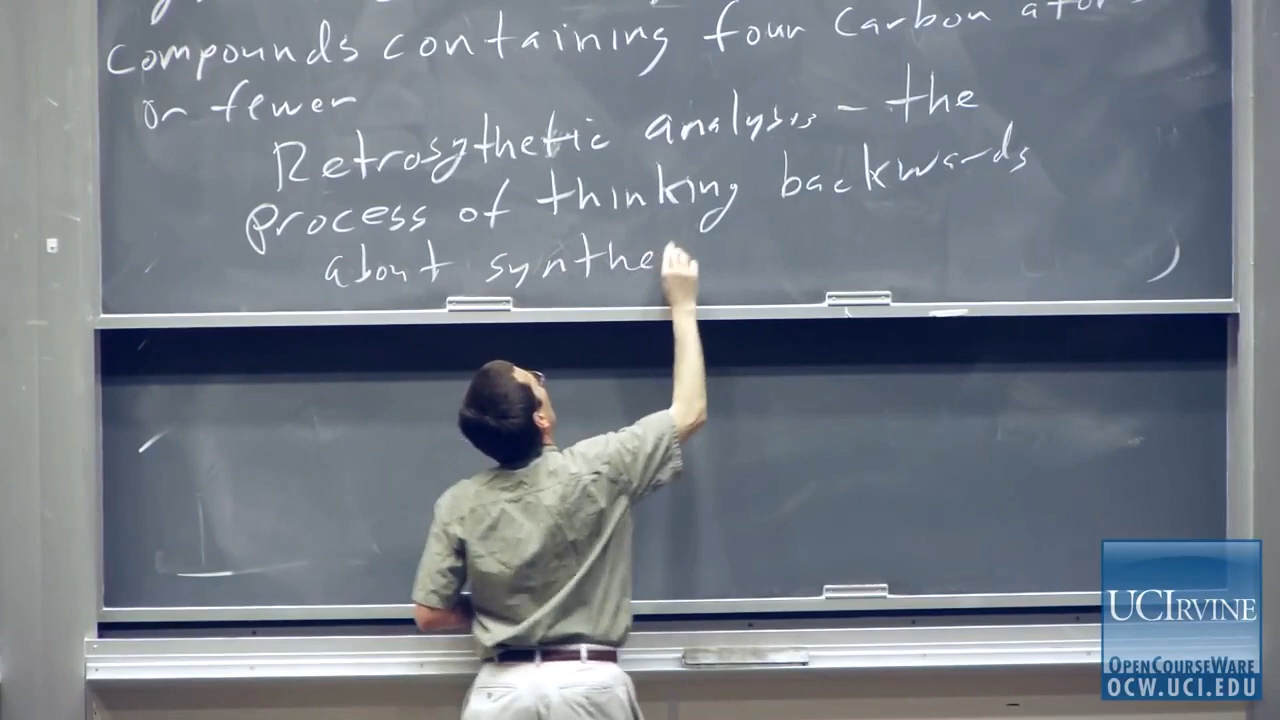 compounds containing four carbon
or fewer
Retrosythetic analysis - the
process of thinking backwards
about synthe
UCIRVINE
OPENCOURSEWARE
OCW.UCI.EDU